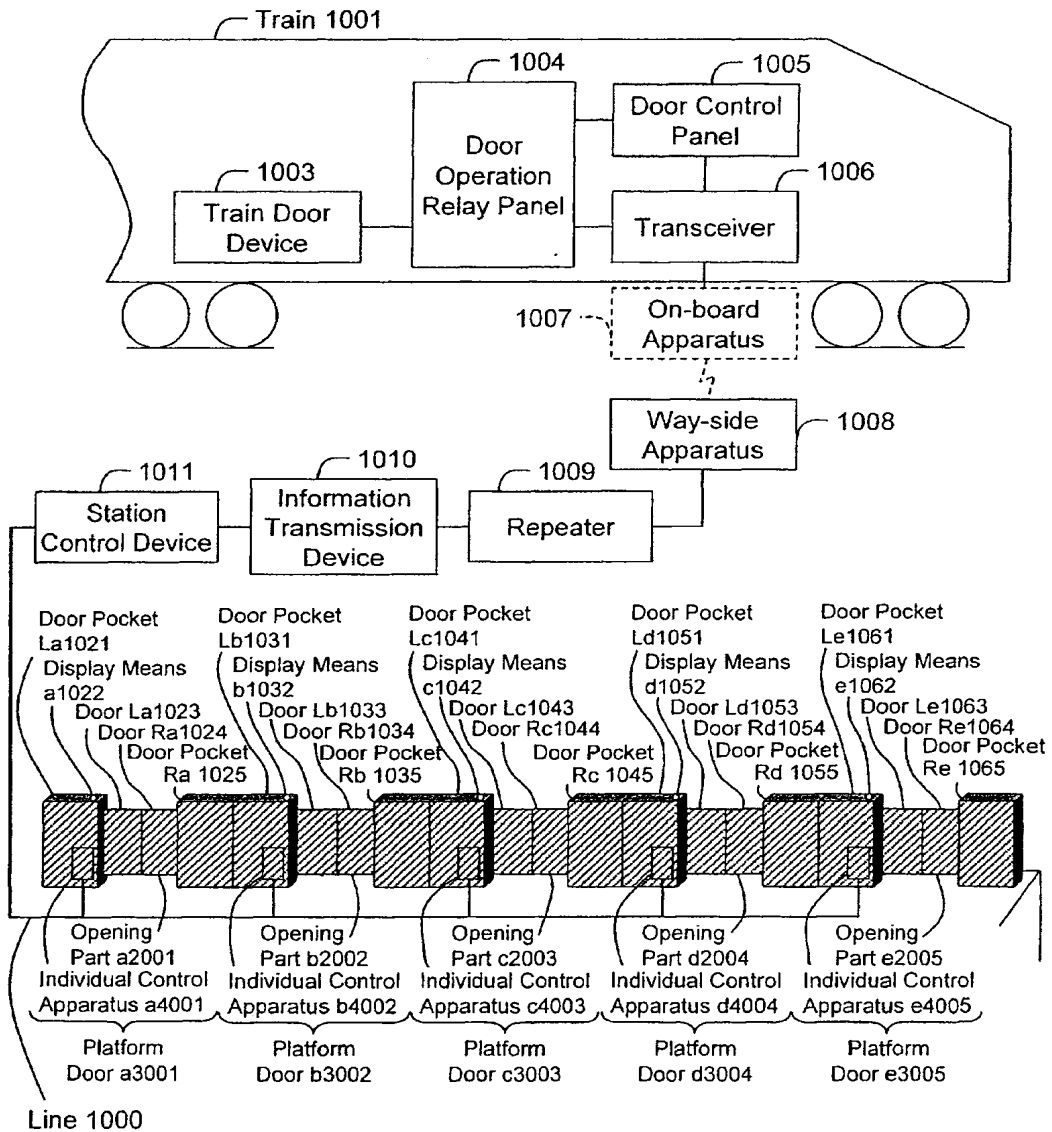 Train 1001
1004
Door
Operation
Relay Panel
1005
Door Control
Panel
1003
Train Door
Device
1006
Transceiver
1007
On-board
Apparatus
Way-side
Apparatus
1008
1011
Station
Control Device
1010
Information
Transmission
Device
1009
Repeater
Door Pocket
La1021
Display Means
a1022
Door La1023
Door Ra1024
Door Pocket
Ra 1025
Door Pocket
Lb1031
Display Means
b1032
Door Lb1033
Door Rb1034
Door Pocket
Rb 1035
Door Pocket
Lc1041
Display Means
c1042
Door Lc1043
Door Rc1044
Door Pocket
Rc 1045
Door Pocket
Ld1051
Display Means
d1052
Door Ld1053
Door Rd1054
Door Pocket
Rd 1055
Door Pocket
Le1061
Display Means
e1062
Door Le1063
Door Re1064
Door Pocket
Re 1065
Opening
Part a2001
Individual Control
Apparatus a4001
Platform
Door a3001
Opening
Part b2002
Individual Control
Apparatus b4002
Platform
Door b3002
Opening
Part c2003
Individual Control
Apparatus c4003
Platform
Door c3003
Opening
Part d2004
Individual Control
Apparatus d4004
Platform
Door d3004
Opening
Part e2005
Individual Control
Apparatus e4005
Platform
Door e3005
Line 1000